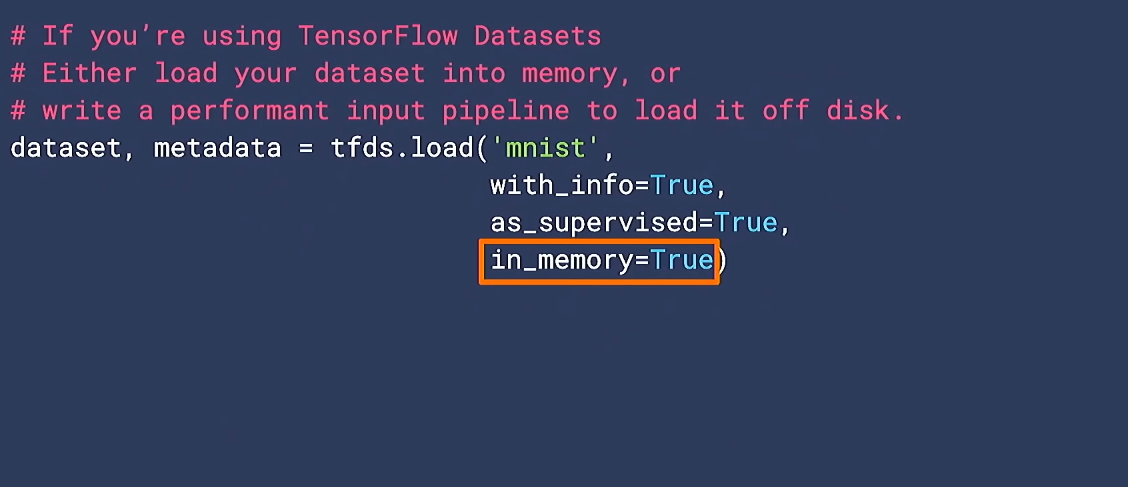 # If you’re using TensorFlow Datasets
# Either load your dataset into memory, or
# write a performant input pipeline to load it off disk.
dataset, metadata = tfds.load('mnist',
with_info=True,
as_supervised=True,
in_memory=True)